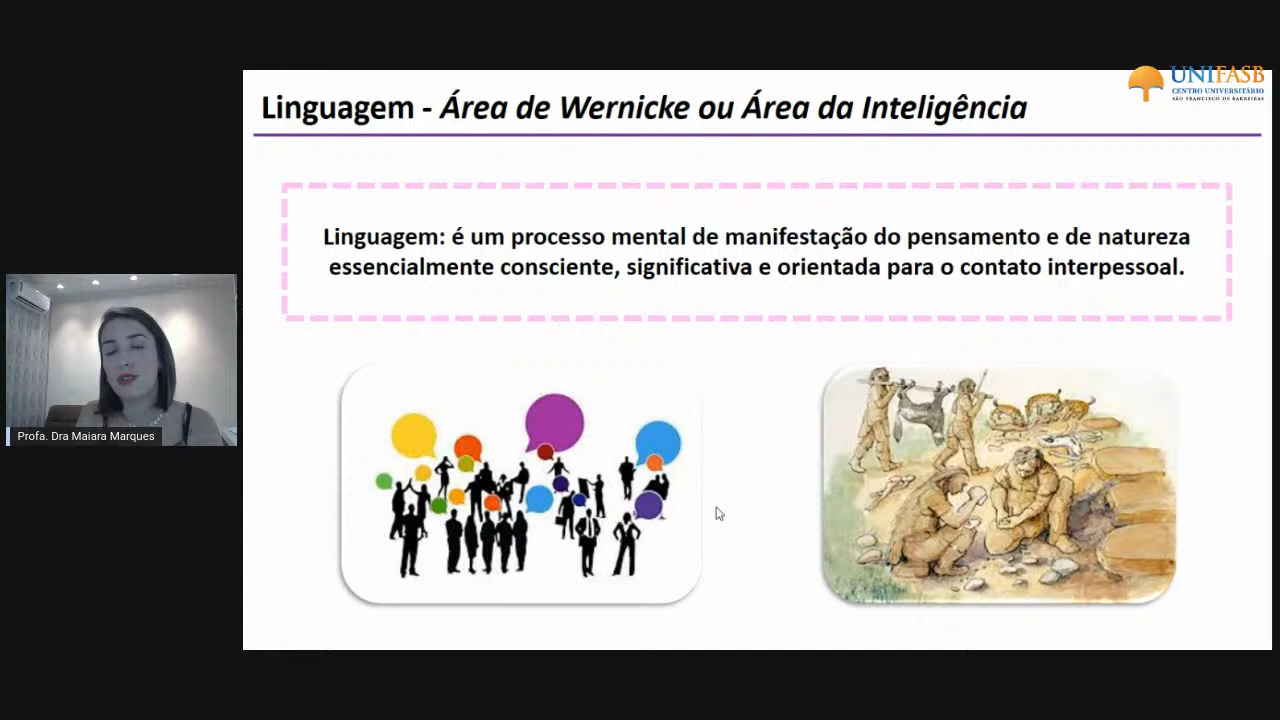 UNIFASB
CENTRO UNIVERSITÁRIO
SÃO FRANCISCO DE BARREIRAS
Linguagem - Área de Wernicke ou Área da Inteligência
Linguagem: é um processo mental de manifestação do pensamento e de natureza
essencialmente consciente, significativa e orientada para o contato interpessoal.
Profa. Dra Maiara Marques